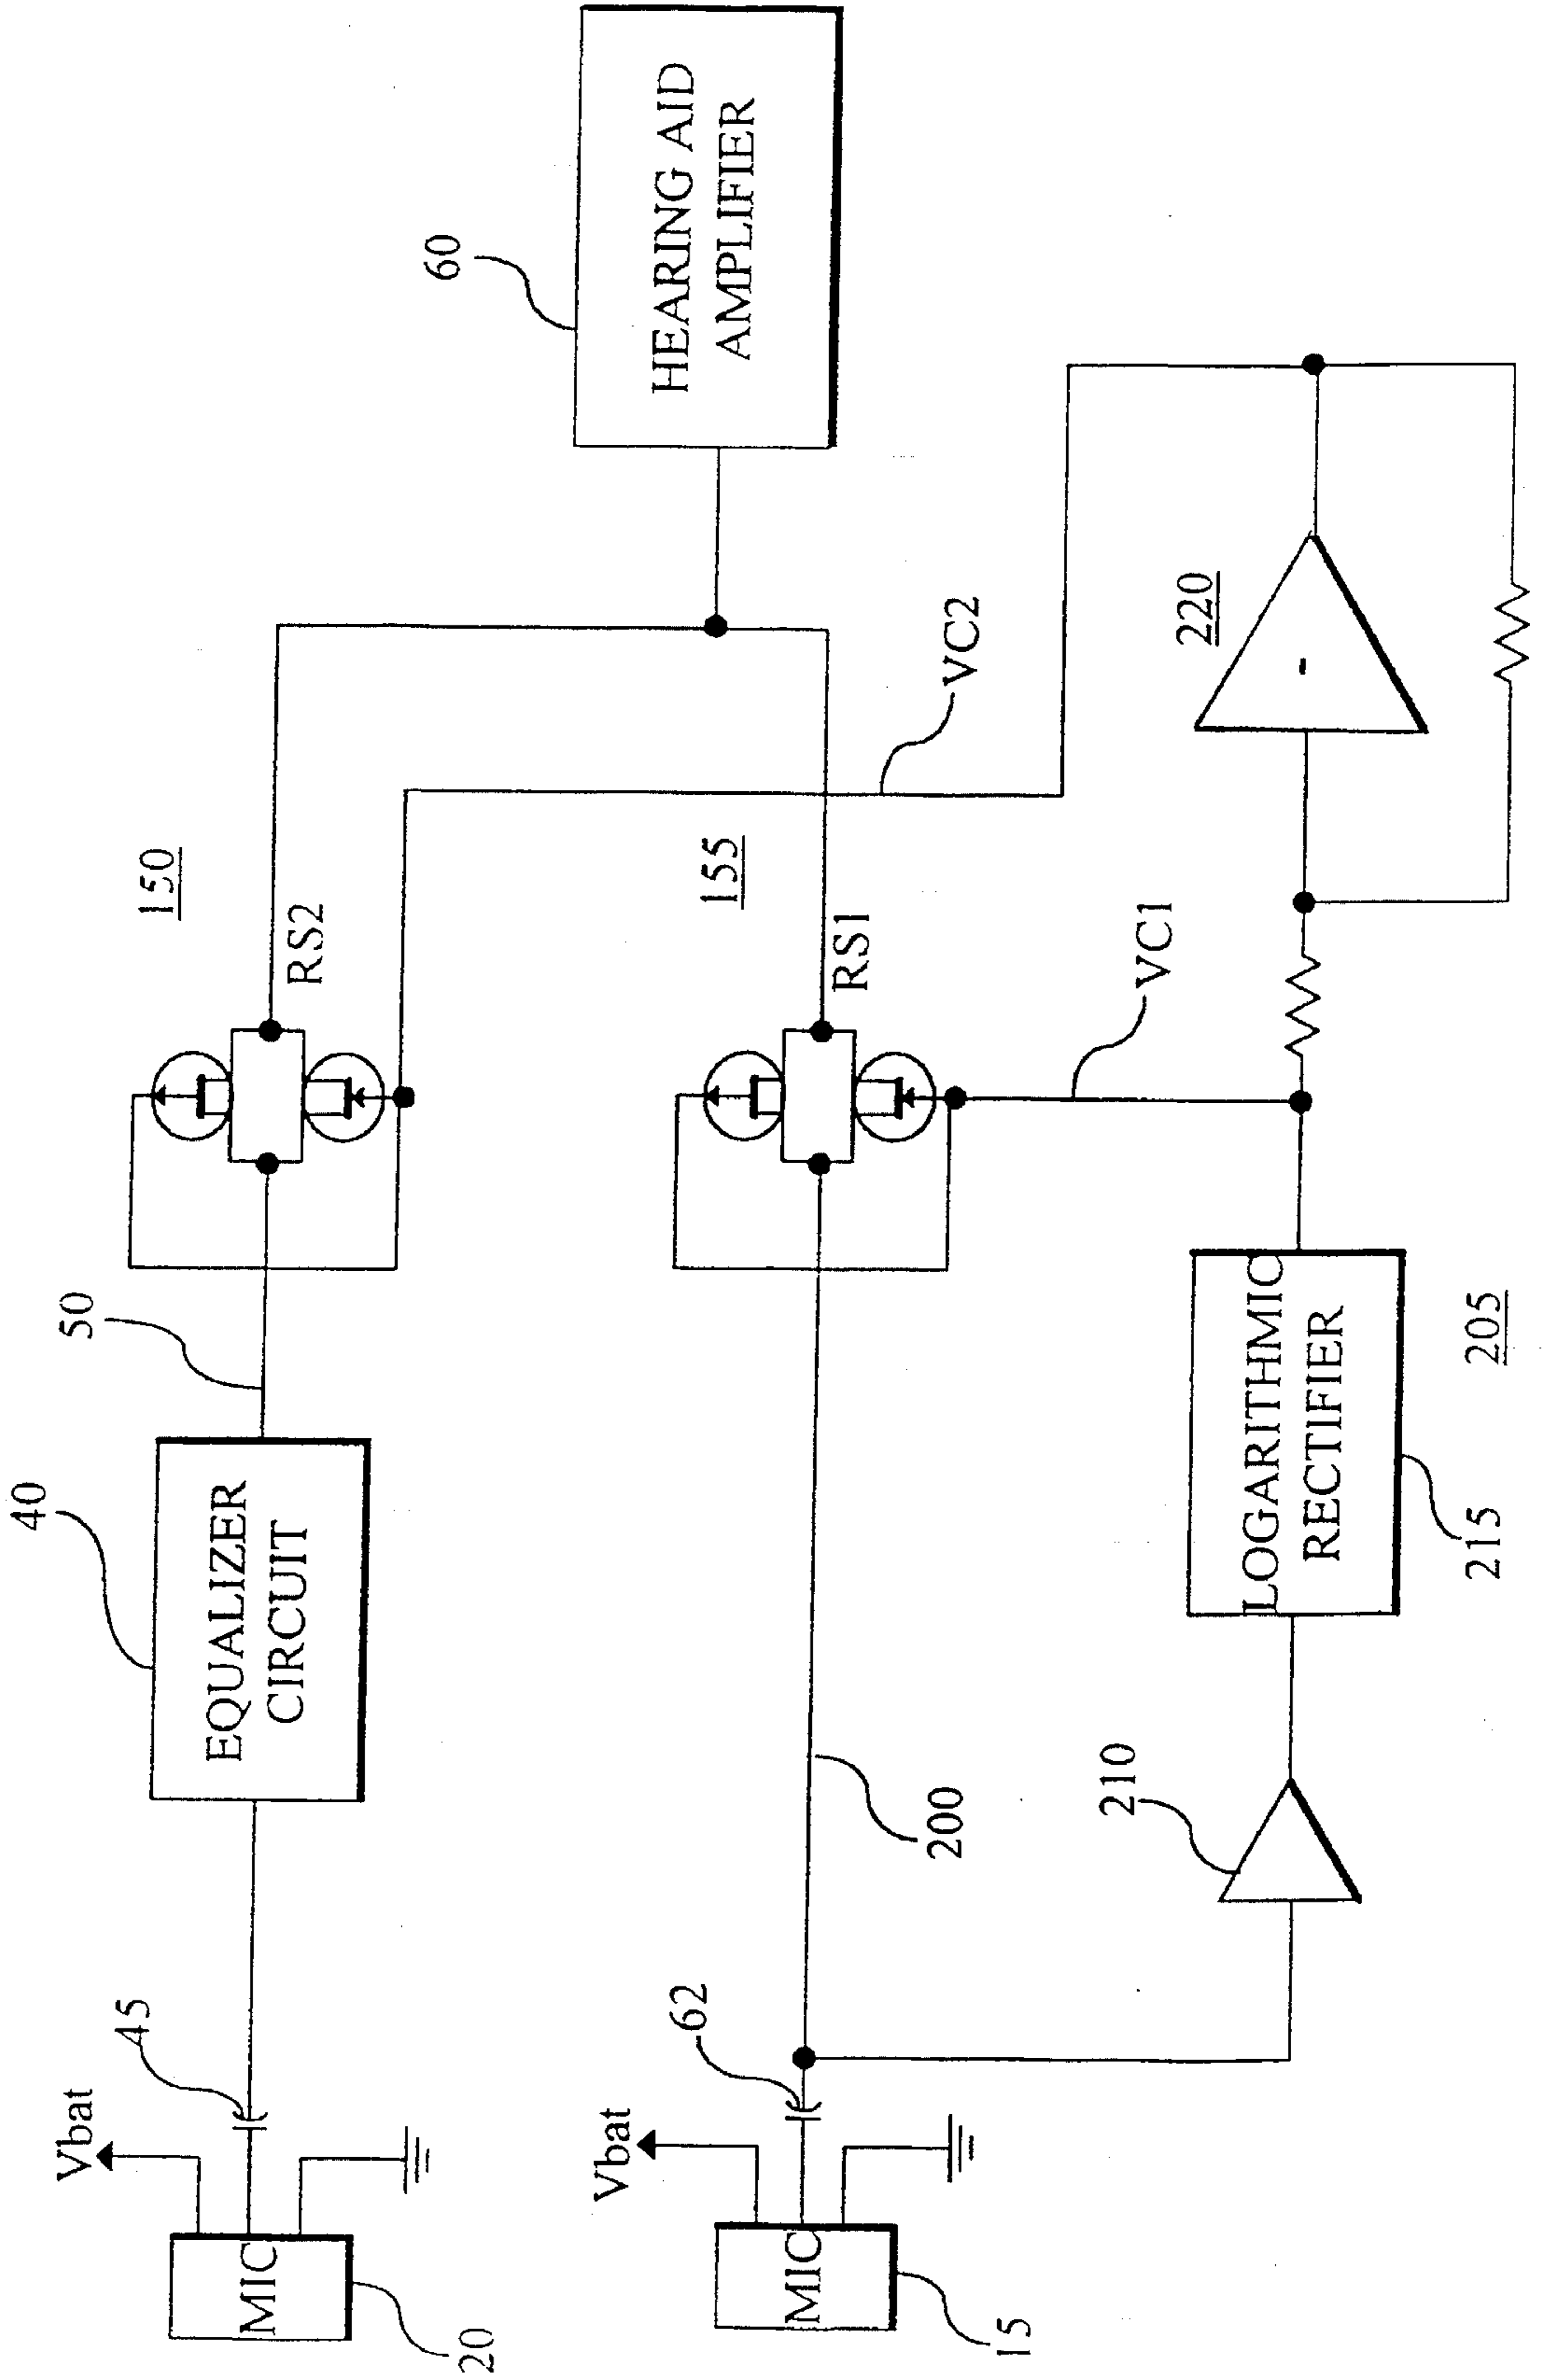 Vbat
MIC
20
45
40
EQUALIZER
CIRCUIT
50
150
RS2
60
HEARING AID
AMPLIFIER
Vbat
MIC
15
62
200
155
RS1
VC2
VC1
210
LOGARITHMIC
RECTIFIER
215
205
220
-